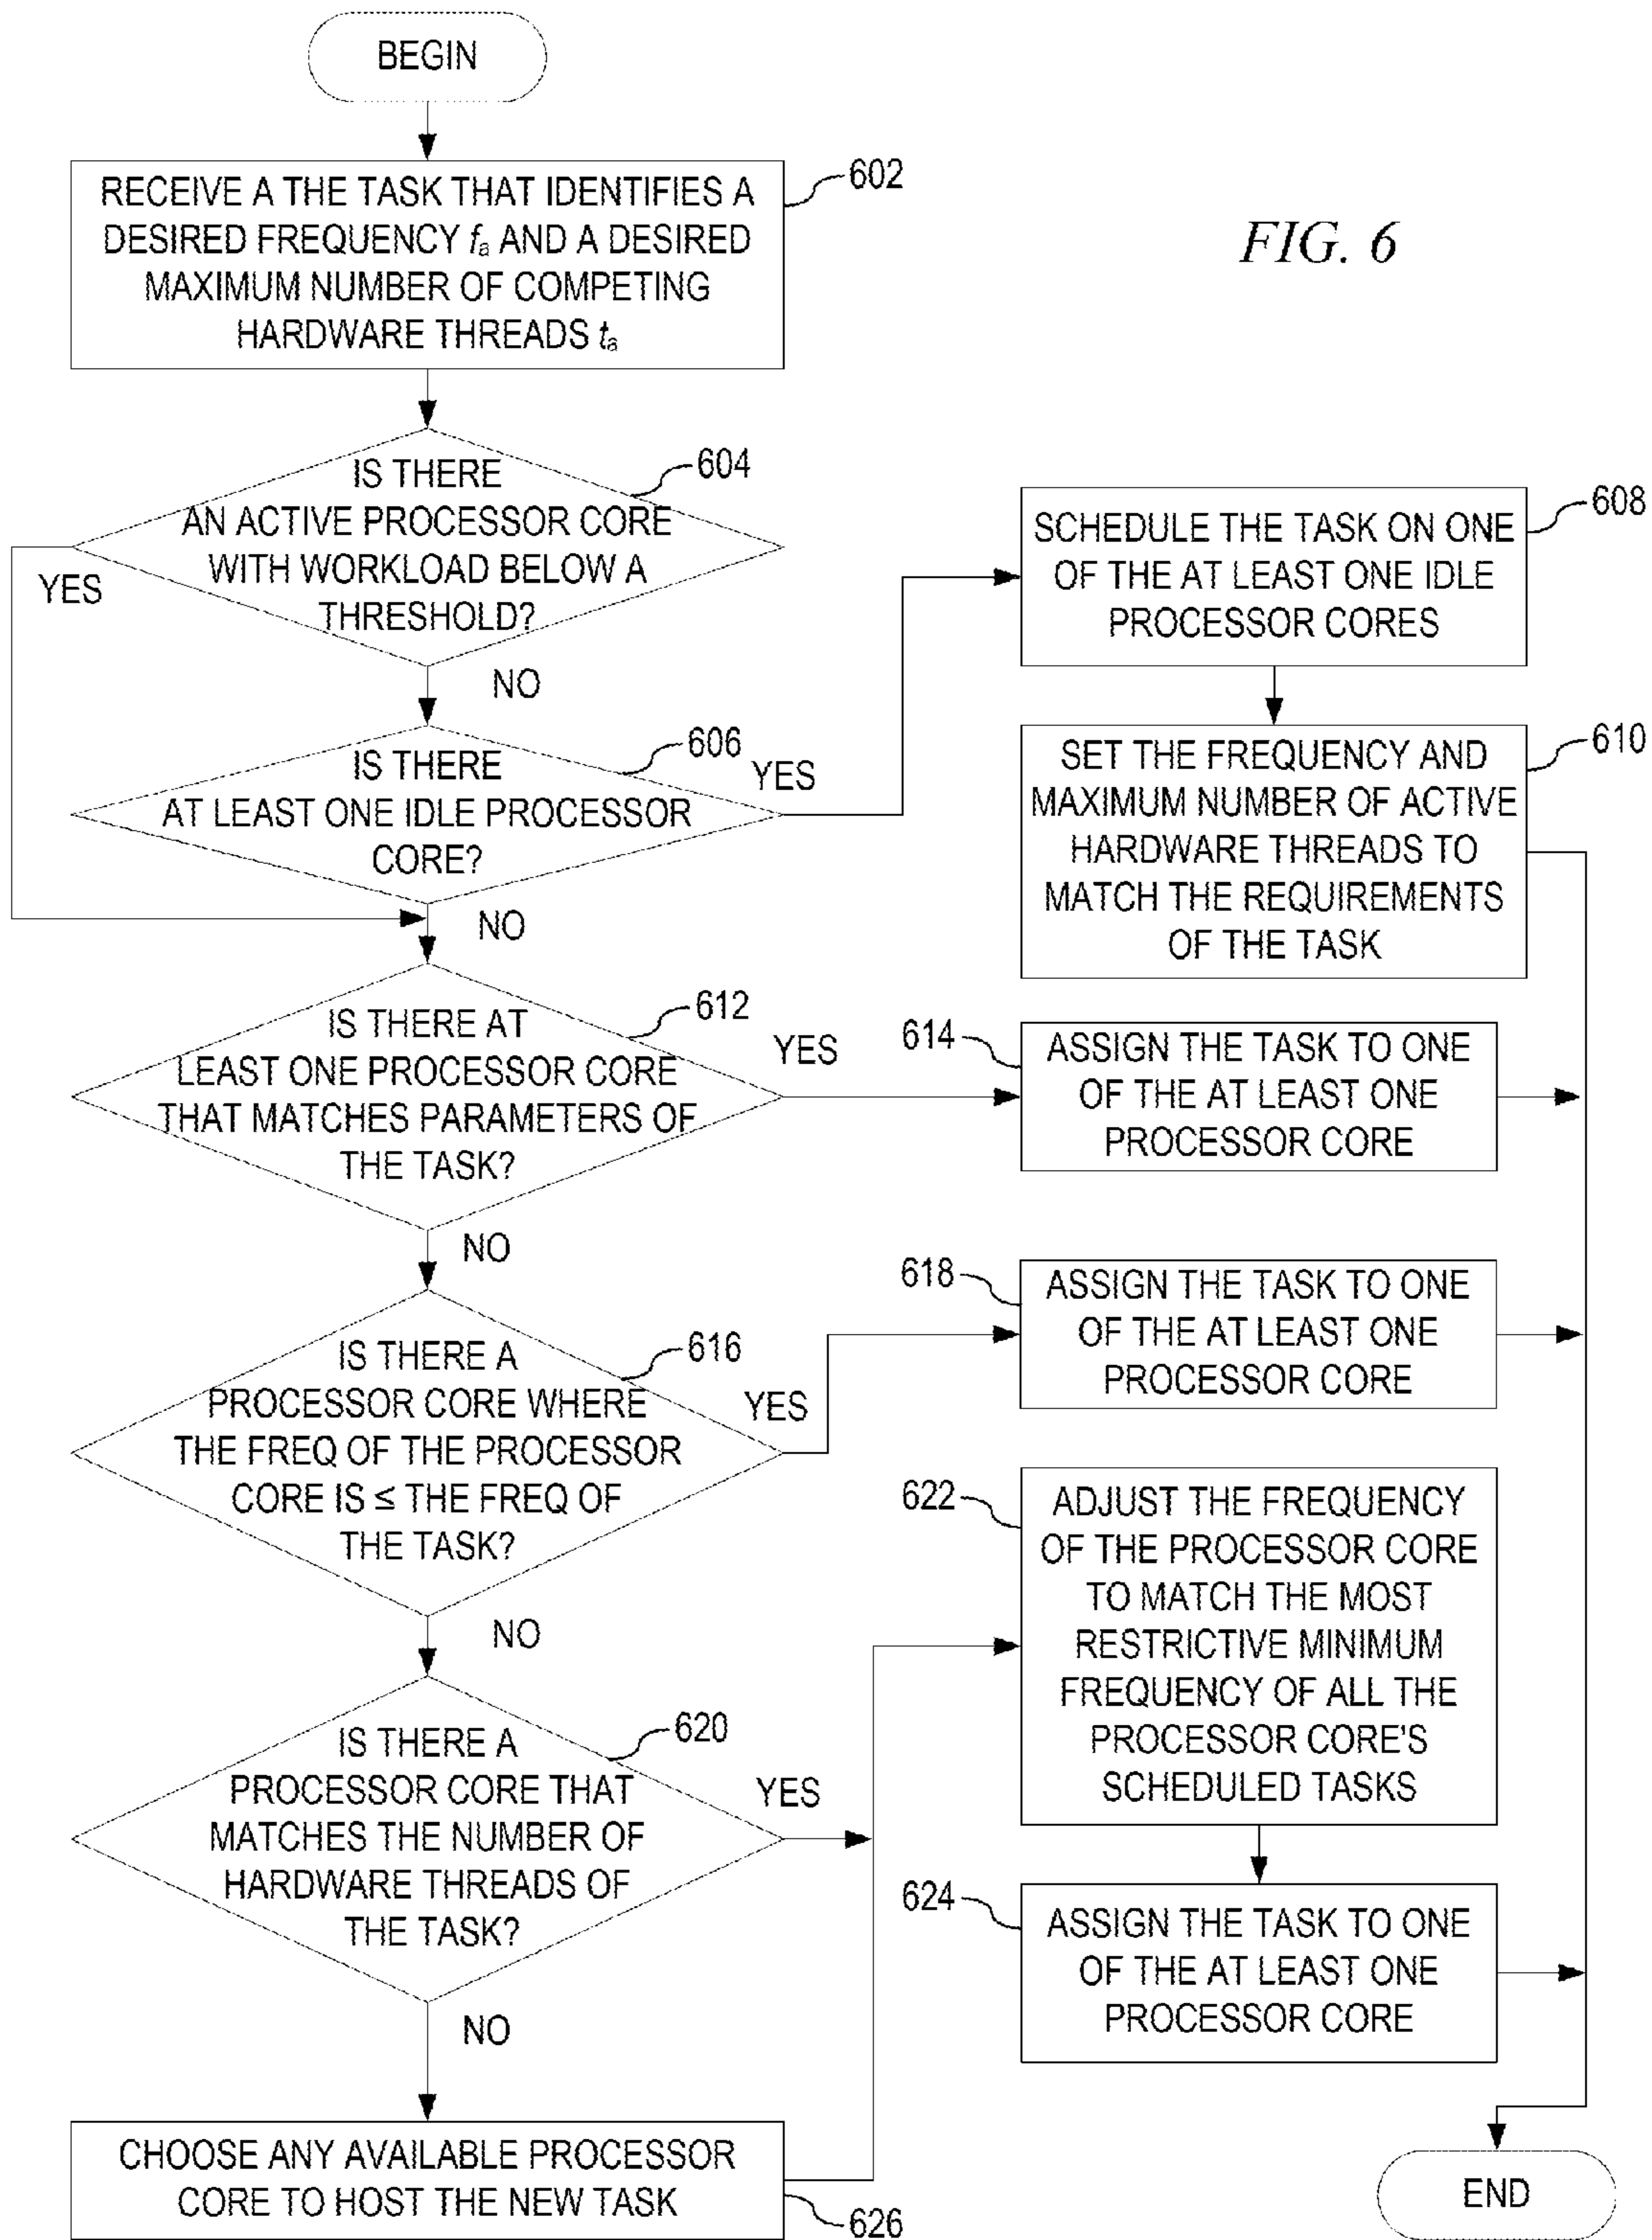 BEGIN
RECEIVE A THE TASK THAT IDENTIFIES A
DESIRED FREQUENCY fa AND A DESIRED
MAXIMUM NUMBER OF COMPETING
HARDWARE THREADS ta
602
FIG. 6
IS THERE
AN ACTIVE PROCESSOR CORE
WITH WORKLOAD BELOW A
THRESHOLD?
604
YES
NO
IS THERE
AT LEAST ONE IDLE PROCESSOR
CORE?
606
YES
NO
SCHEDULE THE TASK ON ONE
OF THE AT LEAST ONE IDLE
PROCESSOR CORES
608
SET THE FREQUENCY AND
MAXIMUM NUMBER OF ACTIVE
HARDWARE THREADS TO
MATCH THE REQUIREMENTS
OF THE TASK
610
IS THERE AT
LEAST ONE PROCESSOR CORE
THAT MATCHES PARAMETERS OF
THE TASK?
612
YES
NO
614
ASSIGN THE TASK TO ONE
OF THE AT LEAST ONE
PROCESSOR CORE
IS THERE A
PROCESSOR CORE WHERE
THE FREQ OF THE PROCESSOR
CORE IS ≤ THE FREQ OF
THE TASK?
616
YES
NO
618
ASSIGN THE TASK TO ONE
OF THE AT LEAST ONE
PROCESSOR CORE
IS THERE A
PROCESSOR CORE THAT
MATCHES THE NUMBER OF
HARDWARE THREADS OF
THE TASK?
620
YES
NO
622
ADJUST THE FREQUENCY
OF THE PROCESSOR CORE
TO MATCH THE MOST
RESTRICTIVE MINIMUM
FREQUENCY OF ALL THE
PROCESSOR CORE'S
SCHEDULED TASKS
624
ASSIGN THE TASK TO ONE
OF THE AT LEAST ONE
PROCESSOR CORE
CHOOSE ANY AVAILABLE PROCESSOR
CORE TO HOST THE NEW TASK
626
END